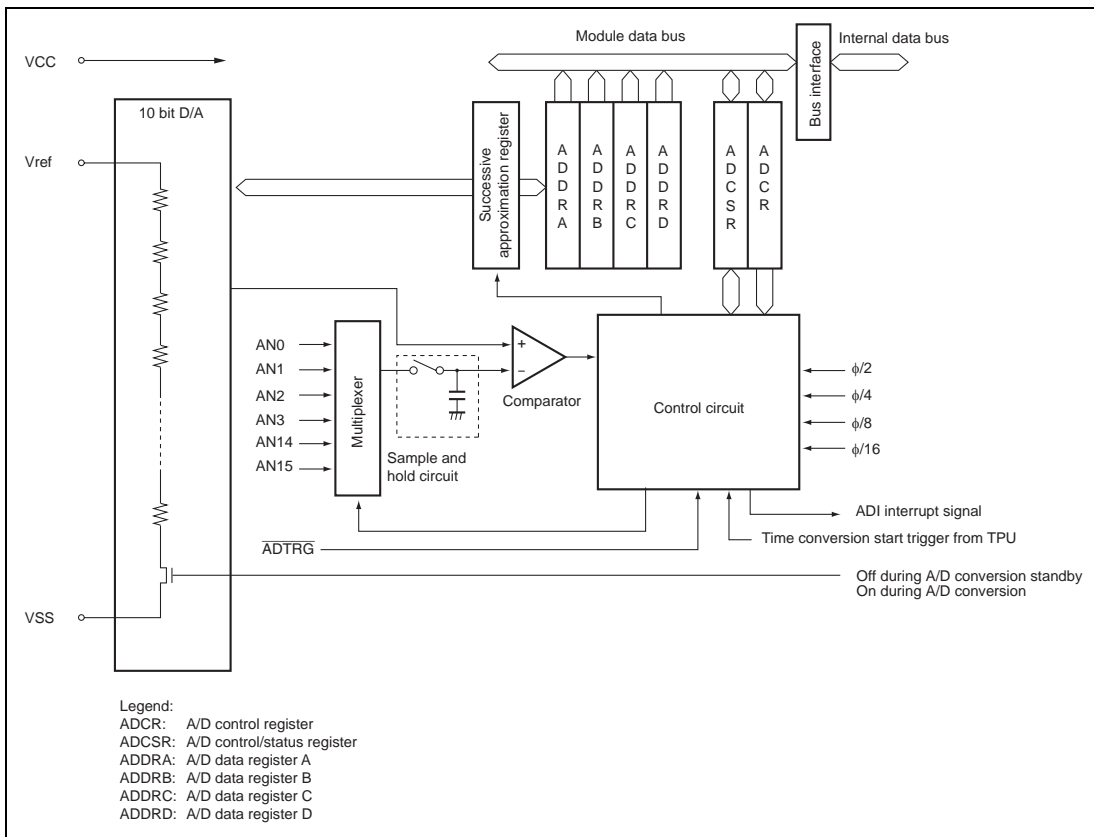 Module data bus
Internal data bus
VCC
Bus interface
10 bit D/A
Vref
Successive
approximation register
ADDRA
ADDRB
ADDRC
ADDRD
ADCSR
ADCR
AN0
AN1
AN2
AN3
AN14
AN15
Multiplexer
Sample and
hold circuit
+
−
Comparator
Control circuit
ϕ/2
ϕ/4
ϕ/8
ϕ/16
ADI interrupt signal
ADTRG
Time conversion start trigger from TPU
Off during A/D conversion standby
On during A/D conversion
VSS
Legend:
ADCR: A/D control register
ADCSR: A/D control/status register
ADDRA: A/D data register A
ADDRB: A/D data register B
ADDRC: A/D data register C
ADDRD: A/D data register D